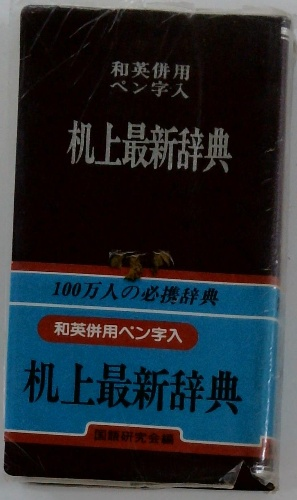 和英併用
ペン字入
机上最新辞典
100万人の必携辞典
和英併用ペン字入
机上最新辞典
国語研究会編